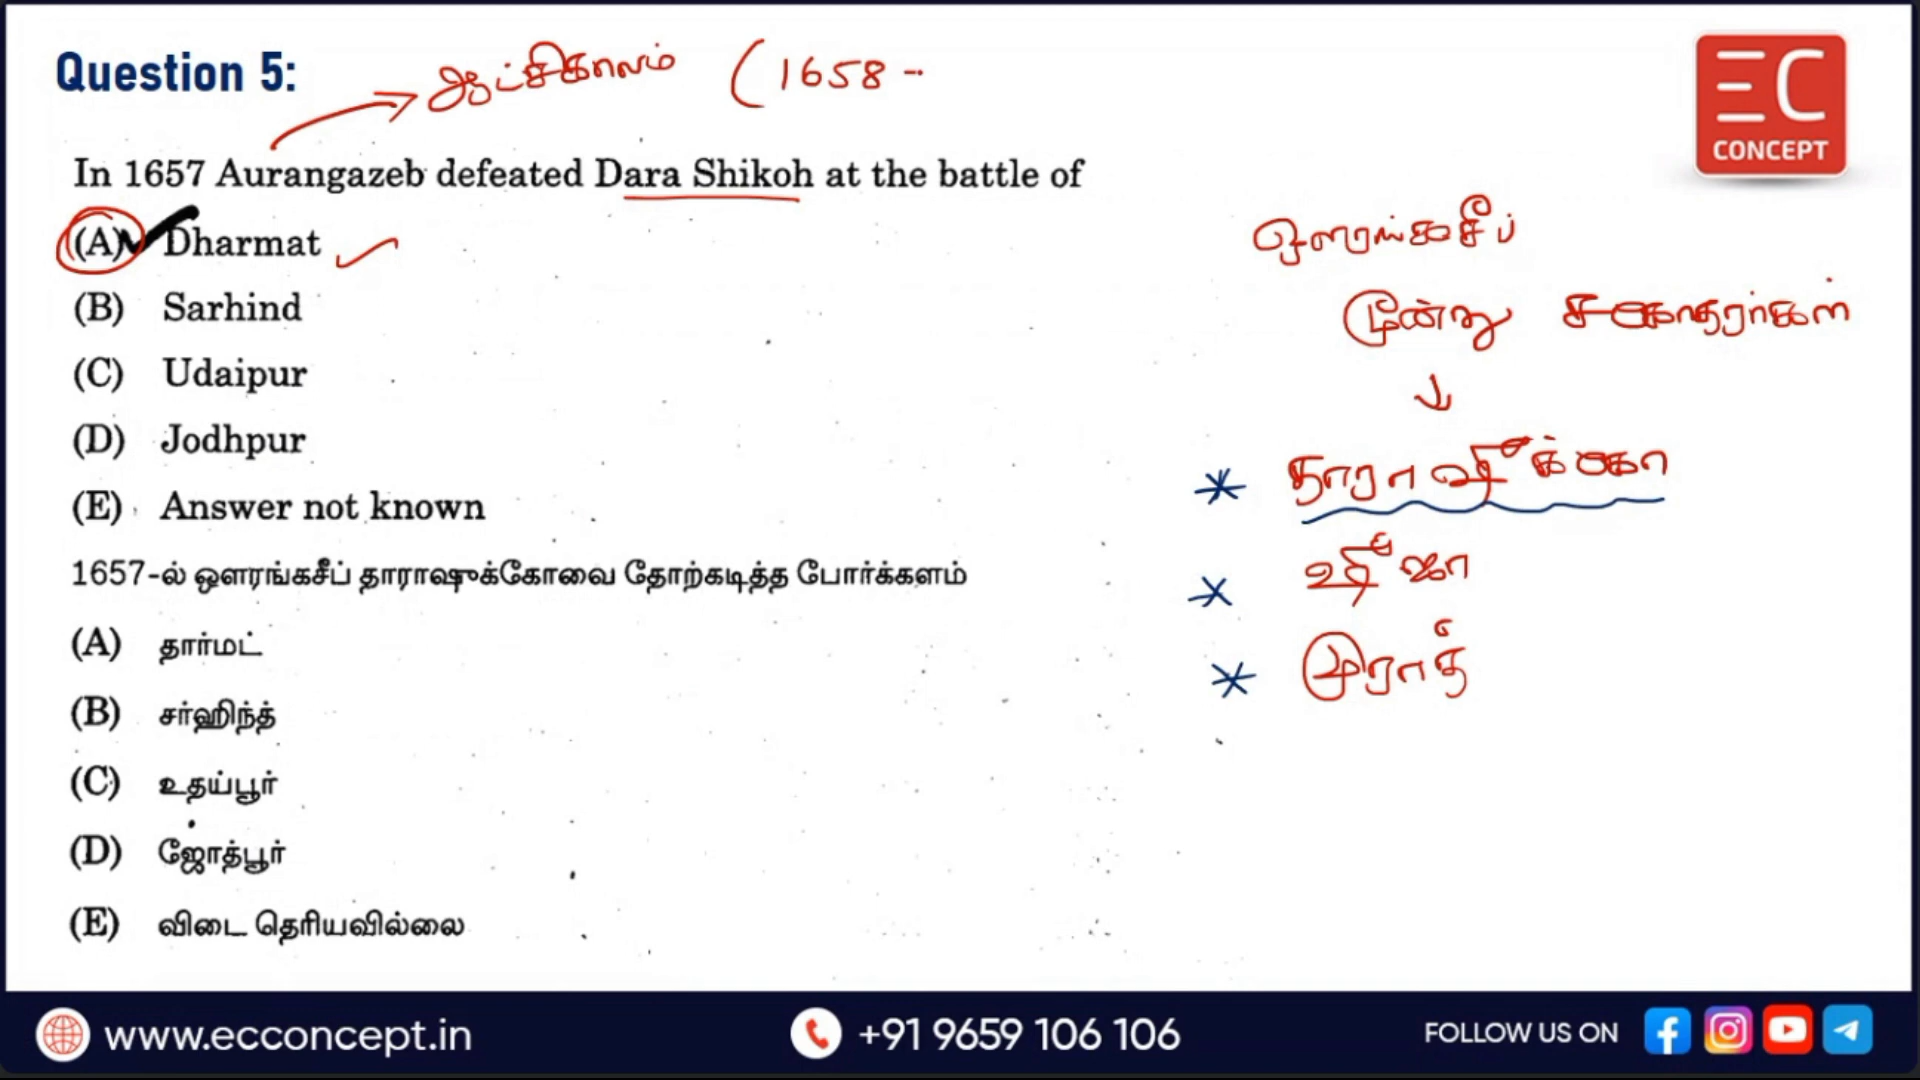 Question 5:
ஆட்சிகாலம் (1658 -
EC
CONCEPT
In 1657 Aurangazeb defeated Dara Shikoh at the battle of
(A) Dharmat
(B) Sarhind
(C) Udaipur
(D) Jodhpur
(E) Answer not known
1657-ல் ஔரங்கசீப் தாராஷுக்கோவை தோற்கடித்த போர்க்களம்
(A) தார்மட்
(B) சர்ஹிந்த்
(C) உதய்பூர்
(D) ஜோத்பூர்
(E) விடை தெரியவில்லை
ஔரங்கசீப்
மூன்று சகோதரர்கள்
* தாராஷீக்கோ
*
* முராத்
www.ecconcept.in
+91 9659 106 106
FOLLOW US ON